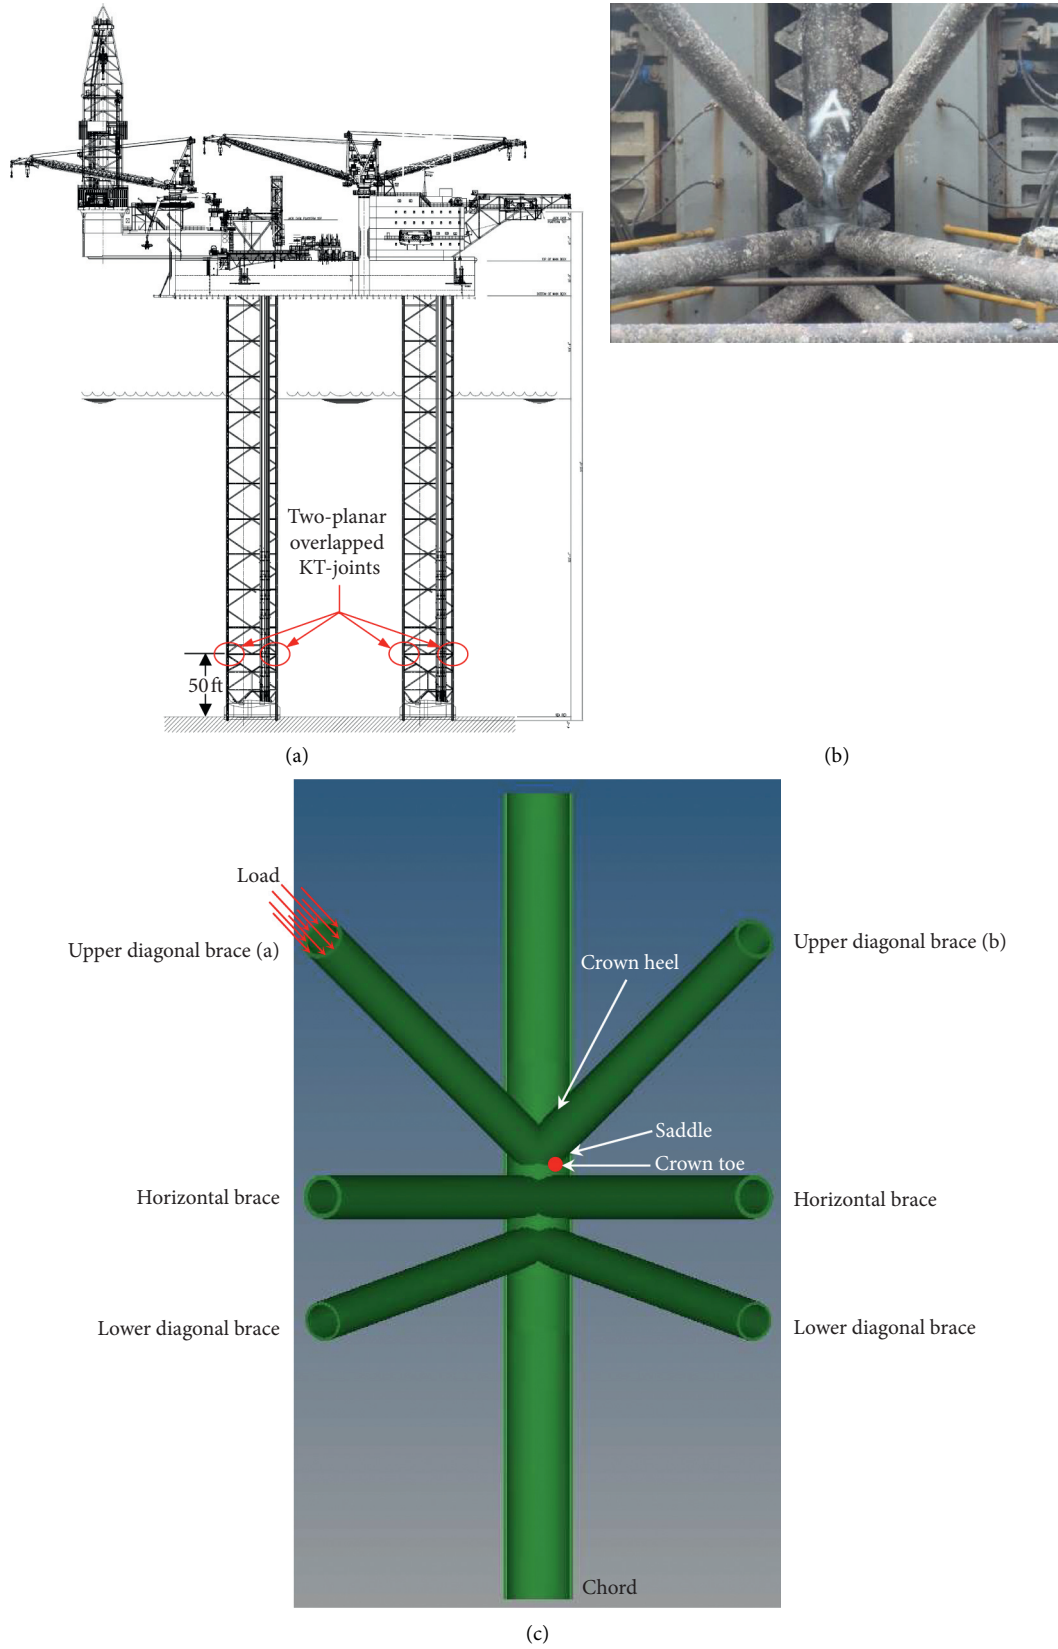 Two-planar
overlapped
KT-joints
50 ft
(a)
A
(b)
Load
Upper diagonal brace (a)
Upper diagonal brace (b)
Crown heel
Saddle
Crown toe
Horizontal brace
Horizontal brace
Lower diagonal brace
Lower diagonal brace
Chord
(c)